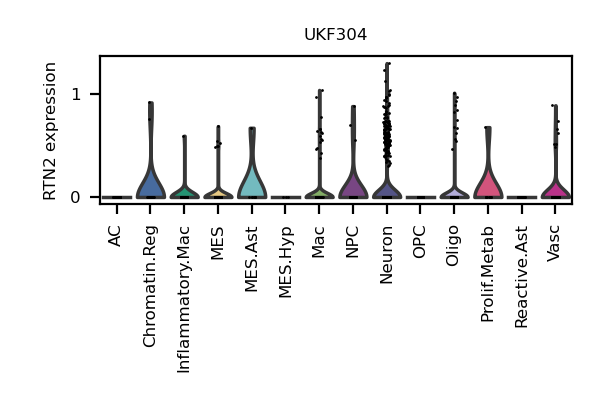 UKF304
RTN2 expression
1
0
AC
Chromatin.Reg
Inflammatory.Mac
MES
MES.Ast
MES.Hyp
Mac
NPC
Neuron
OPC
Oligo
Prolif.Metab
Reactive.Ast
Vasc